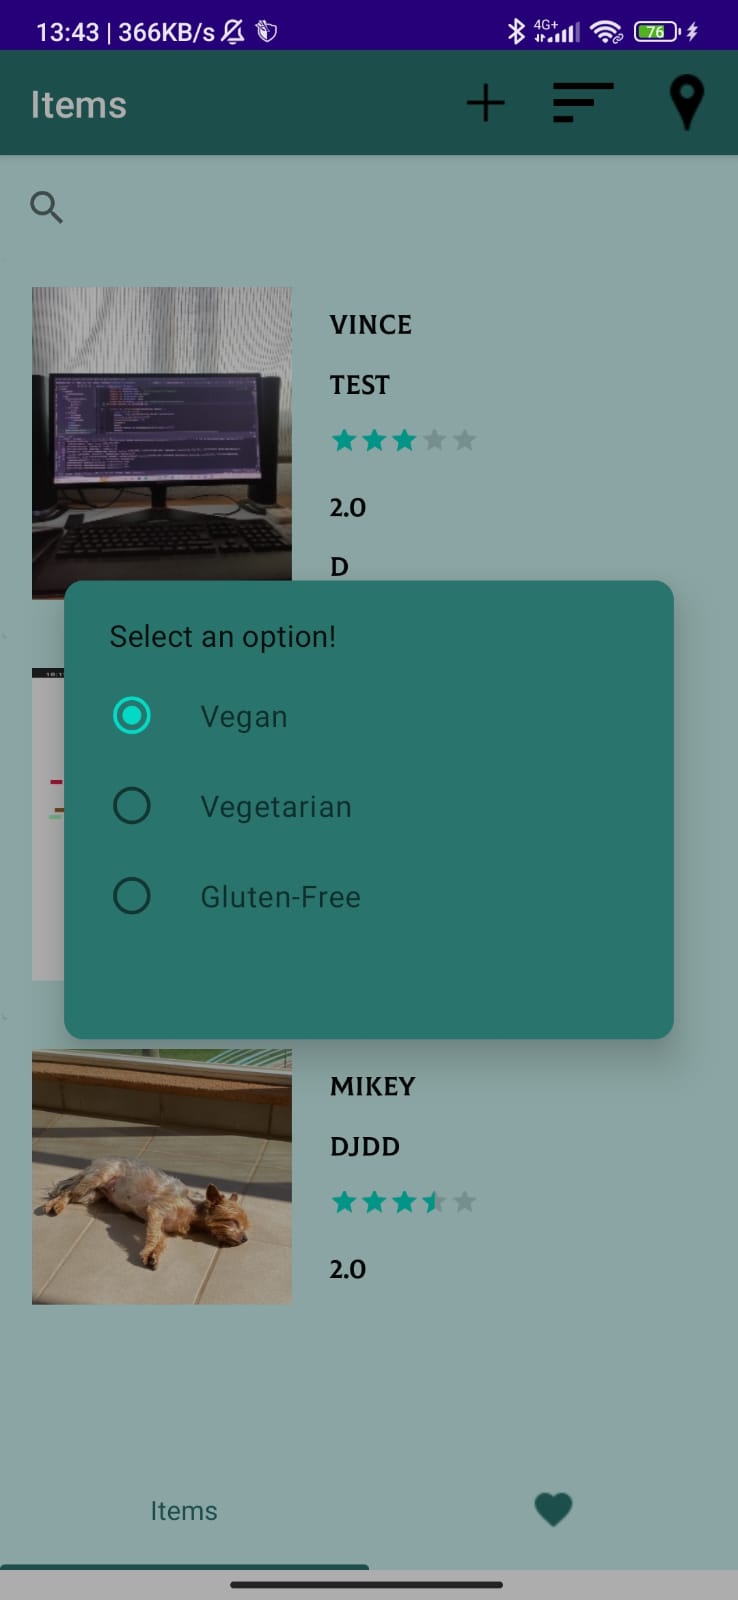 13:43 | 366KB/s 4G+ 76
Items
VINCE
TEST
2.0
D
Select an option!
Vegan
Vegetarian
Gluten-Free
MIKEY
DJDD
2.0
Items